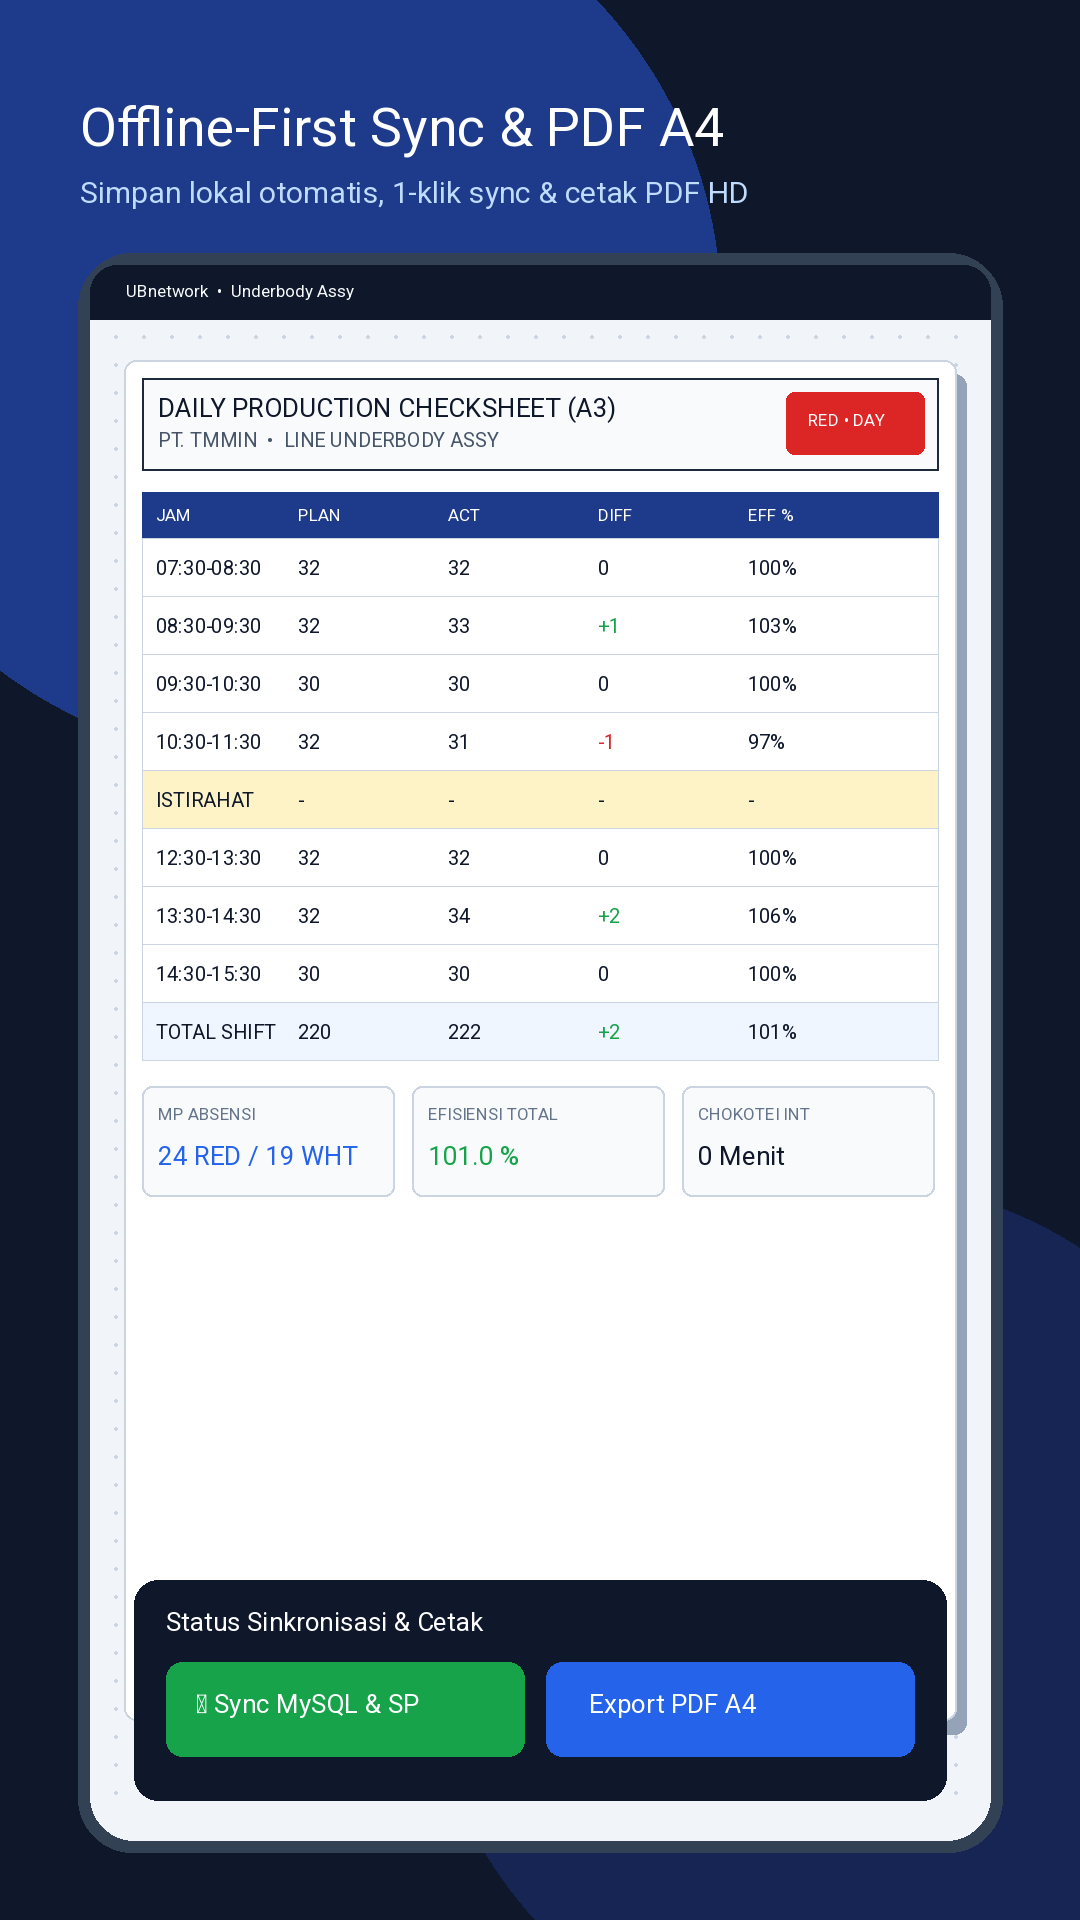 Offline-First Sync & PDF A4
Simpan lokal otomatis, 1-klik sync & cetak PDF HD
UBnetwork • Underbody Assy
DAILY PRODUCTION CHECKSHEET (A3)
PT. TMMIN • LINE UNDERBODY ASSY
RED • DAY
JAM PLAN ACT DIFF EFF %
07:30-08:30 32 32 0 100%
08:30-09:30 32 33 +1 103%
09:30-10:30 30 30 0 100%
10:30-11:30 32 31 -1 97%
ISTIRAHAT - - - -
12:30-13:30 32 32 0 100%
13:30-14:30 32 34 +2 106%
14:30-15:30 30 30 0 100%
TOTAL SHIFT 220 222 +2 101%
MP ABSENSI
24 RED / 19 WHT
EFISIENSI TOTAL
101.0 %
CHOKOTEI INT
0 Menit
Status Sinkronisasi & Cetak
Sync MySQL & SP
Export PDF A4